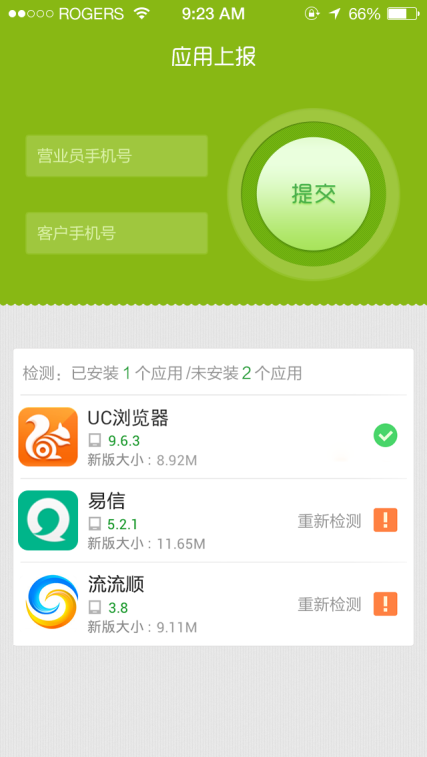 ROGERS 9:23 AM 66%
应用上报
营业员手机号
客户手机号
提交
检测：已安装1个应用/未安装2个应用
UC浏览器
9.6.3
新版大小：8.92M
易信
5.2.1
新版大小：11.65M
重新检测
流流顺
3.8
新版大小：9.11M
重新检测